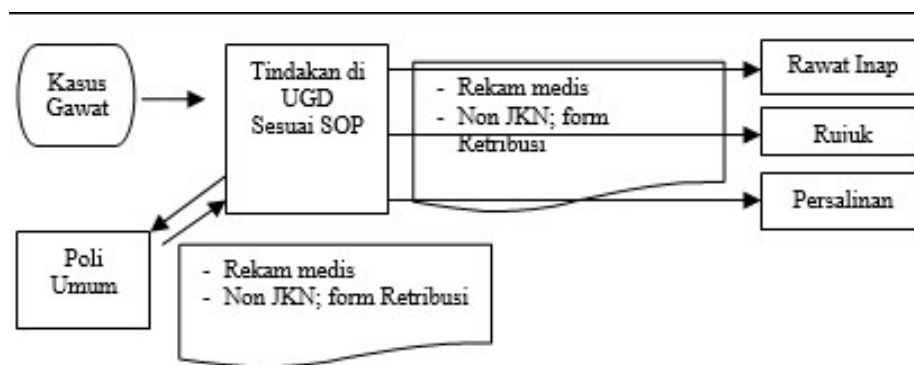 Kasus
Gawat
Tindakan di
UGD
Sesuai SOP
- Rekam medis
- Non JKN; form
Retribusi
Rawat Inap
Rujuk
Persalinan
Poli
Umum
- Rekam medis
- Non JKN; form Retribusi